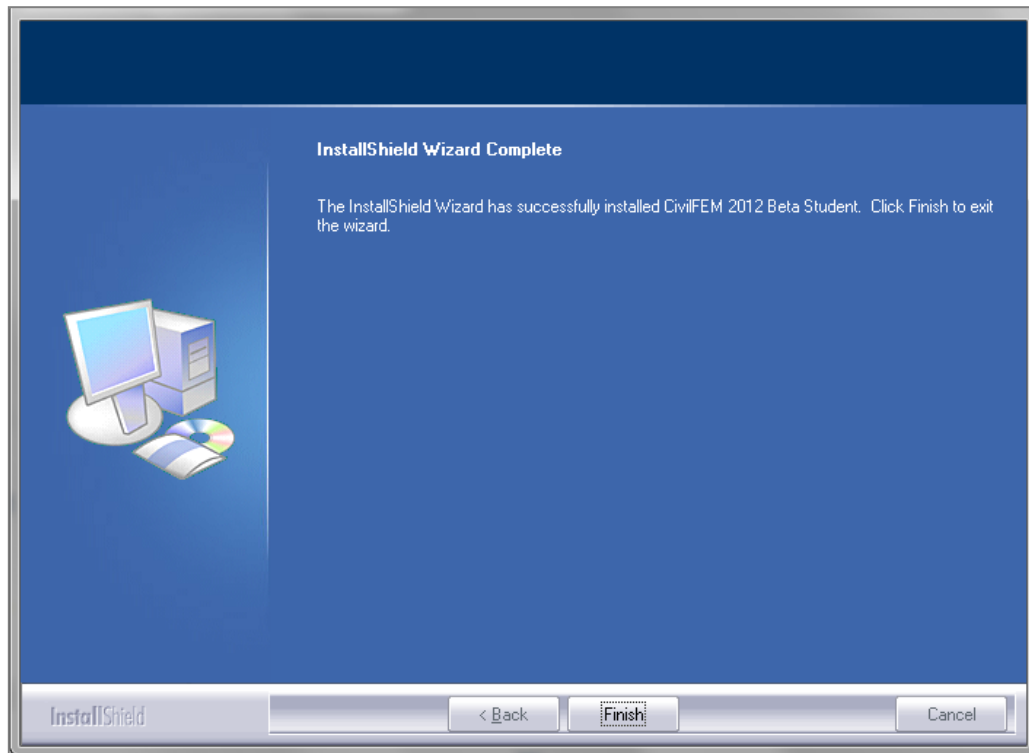 InstallShield Wizard Complete
The InstallShield Wizard has successfully installed CivilFEM 2012 Beta Student. Click Finish to exit
the wizard.
InstallShield
< Back
Finish
Cancel